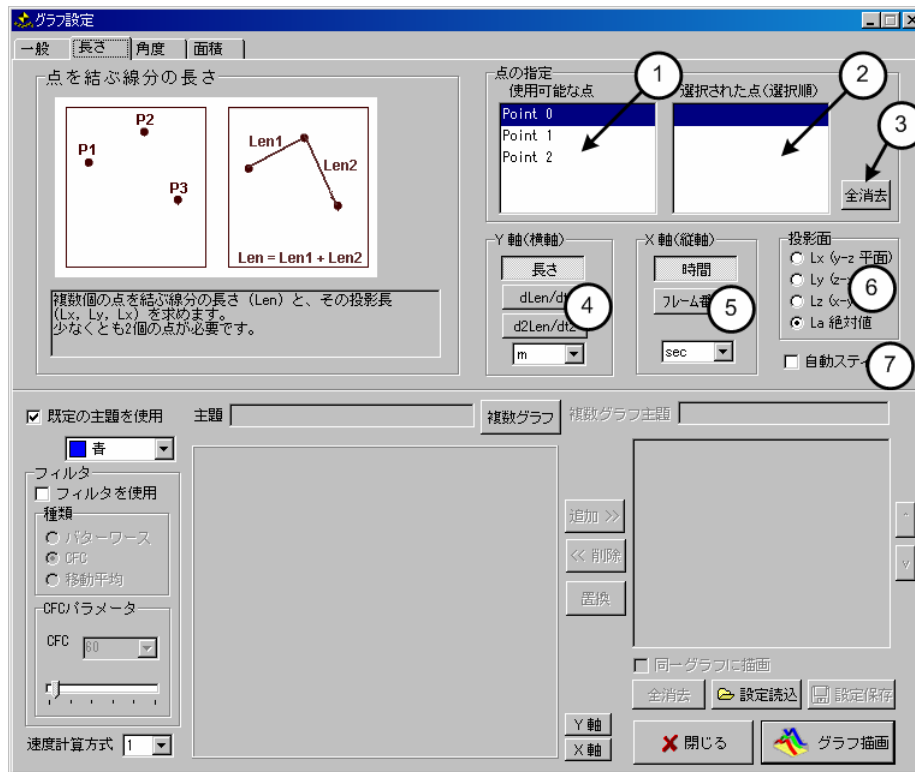 グラフ設定
一般 長さ 角度 面積
点を結ぶ線分の長さ
P1
P2
P3
Len1
Len2
Len = Len1 + Len2
複数個の点を結ぶ線分の長さ (Len) と、その投影長
(Lx, Ly, Lx) を求めます。
少なくとも2個の点が必要です。
点の指定
使用可能な点
選択された点(選択順)
Point 0
Point 1
Point 2
全消去
1
2
3
Y 軸(横軸)
長さ
dLen/dt
d2Len/dt2
m
4
X 軸(縦軸)
時間
フレーム番
sec
5
投影面
Lx (y-z 平面)
Ly (z-
Lz (x-y
La 絶対値
6
自動スティ
7
既定の主題を使用
主題
複数グラフ
複数グラフ主題
青
フィルタ
フィルタを使用
種類
バターワース
CFC
移動平均
CFCパラメータ
CFC 60
速度計算方式 1
追加 >>
<< 削除
置換
^
v
同一グラフに描画
全消去 設定読込 設定保存
Y 軸
X 軸
閉じる グラフ描画